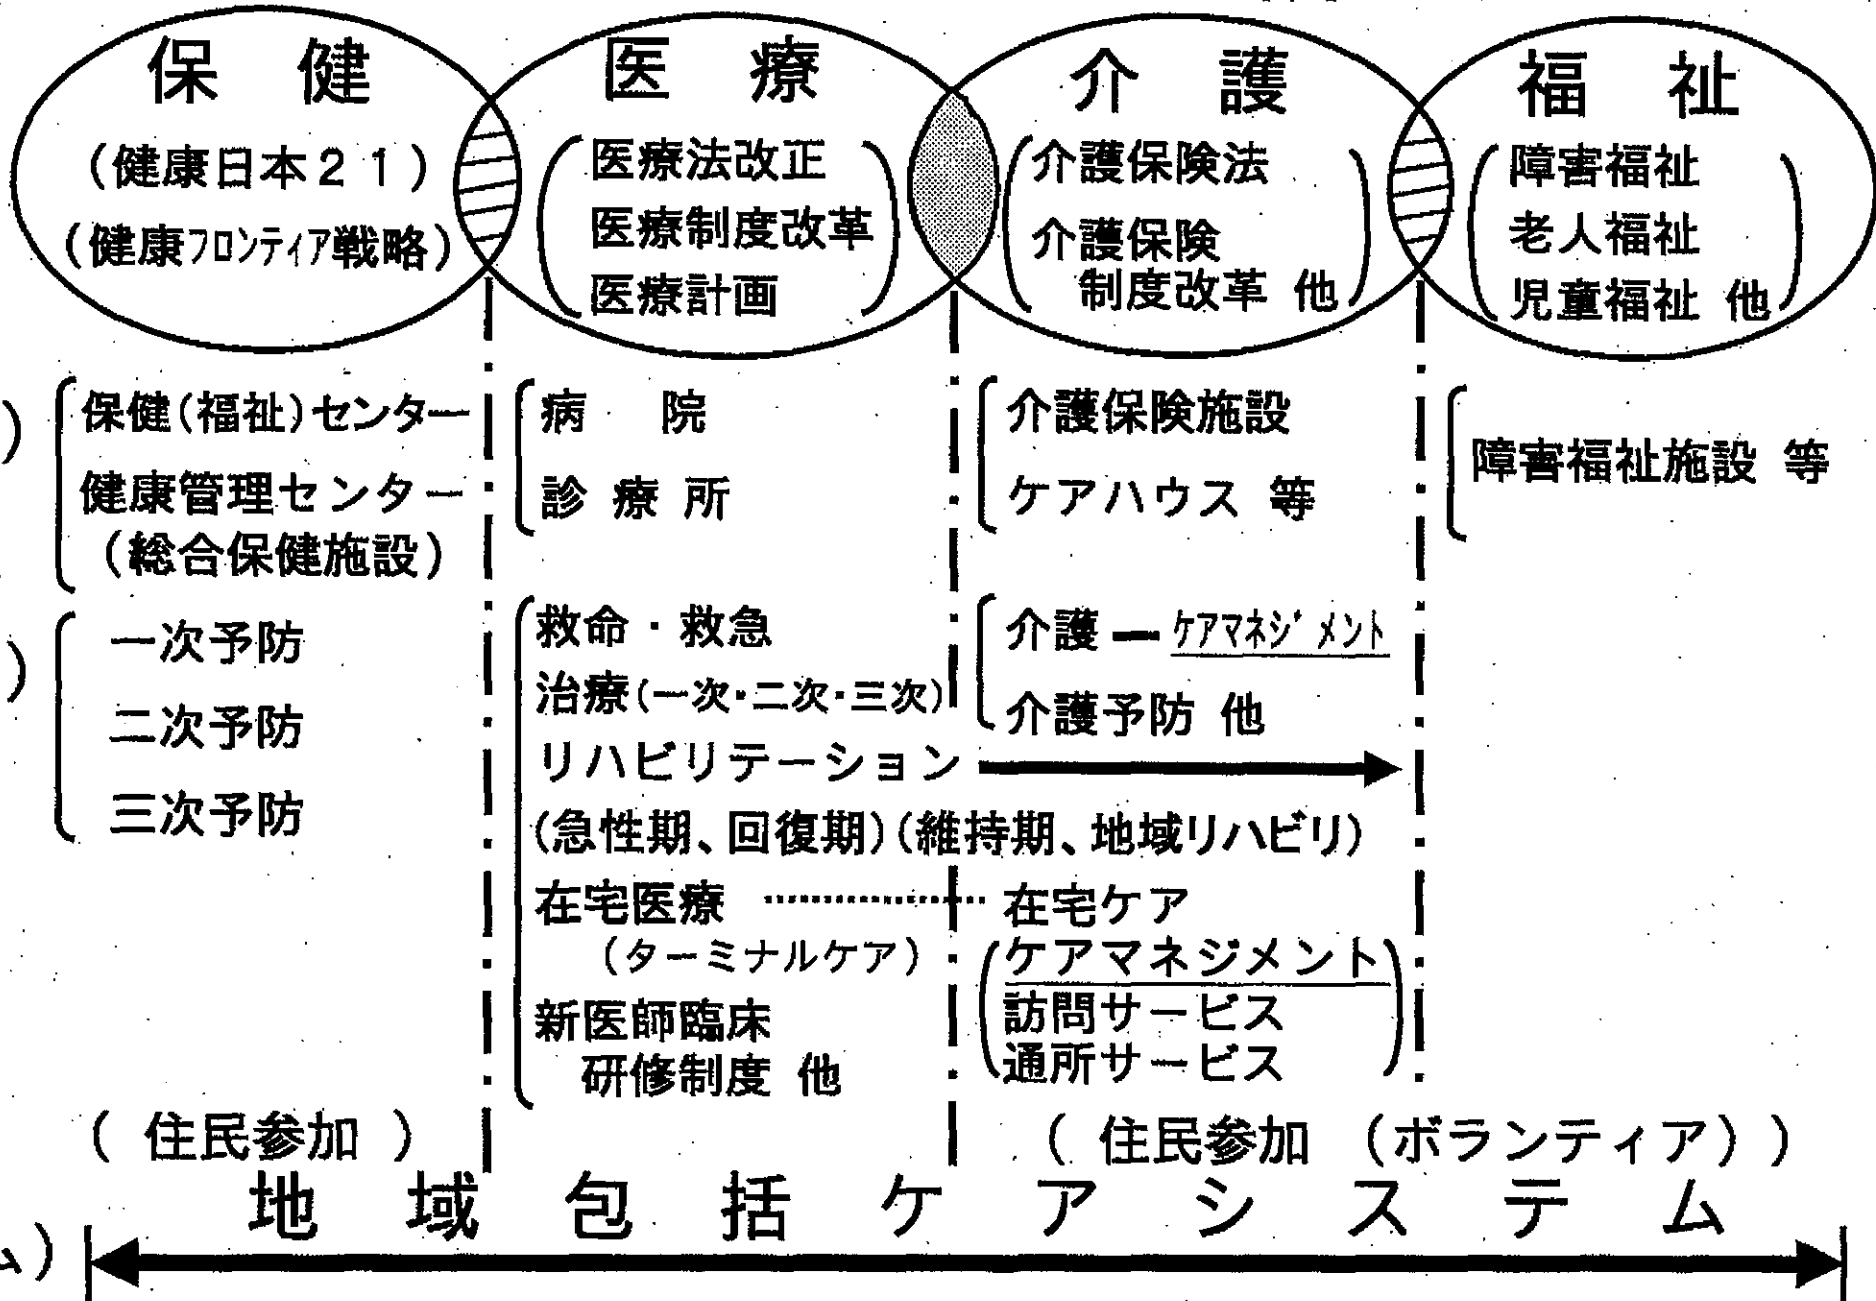 保健
(健康日本21)
(健康フロンティア戦略)
医療
医療法改正
医療制度改革
医療計画
介護
介護保険法
介護保険
制度改革 他
福祉
障害福祉
老人福祉
児童福祉 他
)
保健(福祉)センター
健康管理センター
(総合保健施設)
病院
診療所
介護保険施設
ケアハウス 等
障害福祉施設 等
)
一次予防
二次予防
三次予防
救命・救急
治療(一次・二次・三次)
リハビリテーション
(急性期、回復期)(維持期、地域リハビリ)
在宅医療
(ターミナルケア)
新医師臨床
研修制度 他
介護 ー ケアマネジメント
介護予防 他
在宅ケア
ケアマネジメント
訪問サービス
通所サービス
(住民参加)
(住民参加(ボランティア))
地域包括ケアシステム
ム)